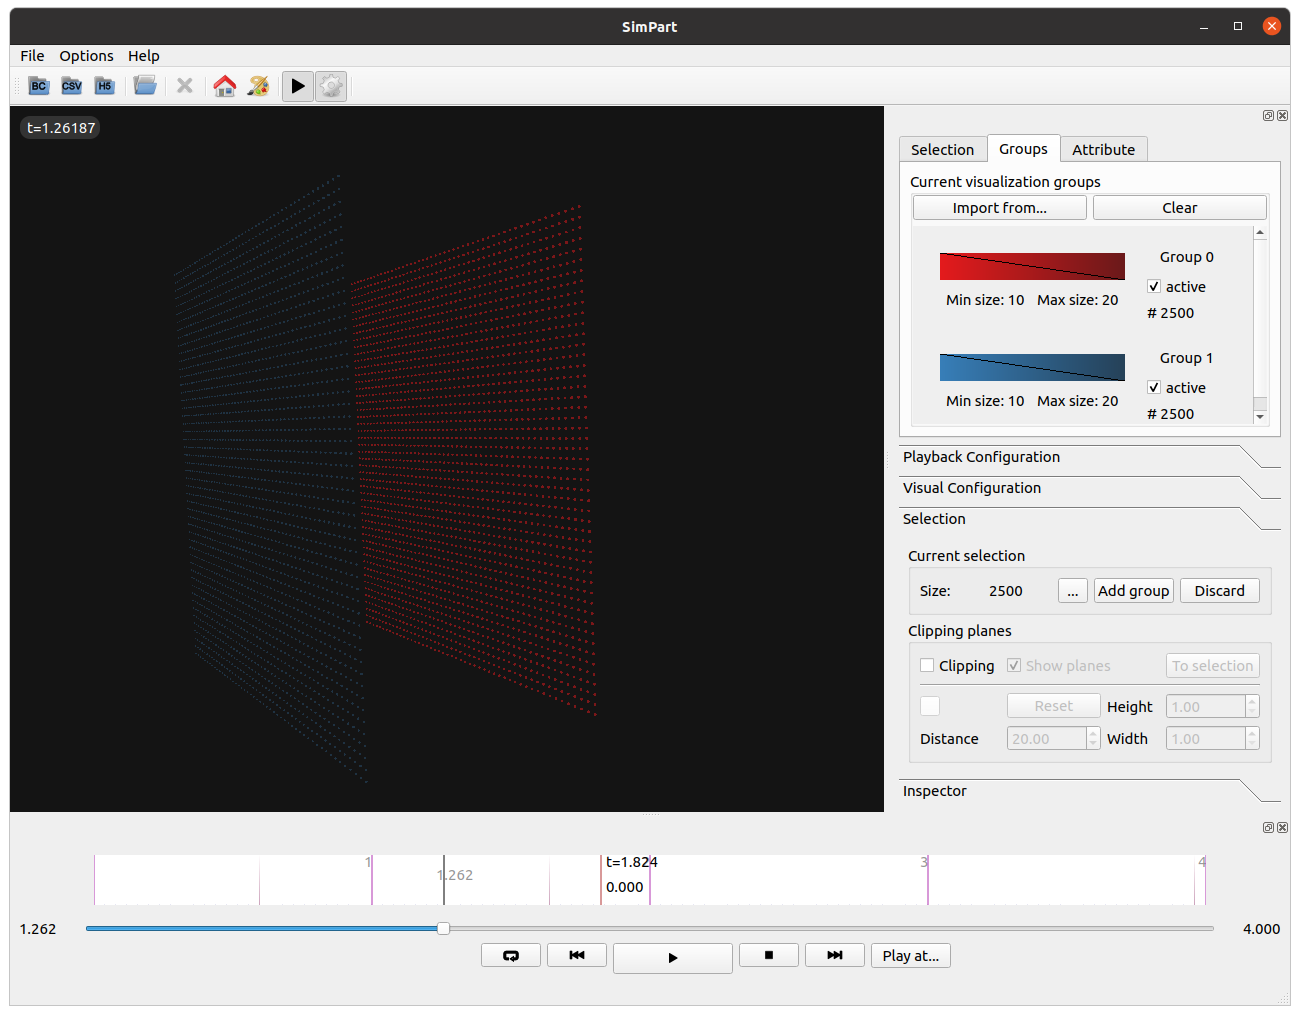 SimPart
File Options Help
BC CSV H5
t=1.26187
Selection Groups Attribute
Current visualization groups
Import from... Clear
Group 0
active
Min size: 10 Max size: 20
# 2500
Group 1
active
Min size: 10 Max size: 20
# 2500
Playback Configuration
Visual Configuration
Selection
Current selection
Size: 2500 ... Add group Discard
Clipping planes
Clipping Show planes To selection
Reset Height 1.00
Distance 20.00 Width 1.00
Inspector
1 t=1.824 3 4
1.262
0.000
1.262 4.000
Play at...